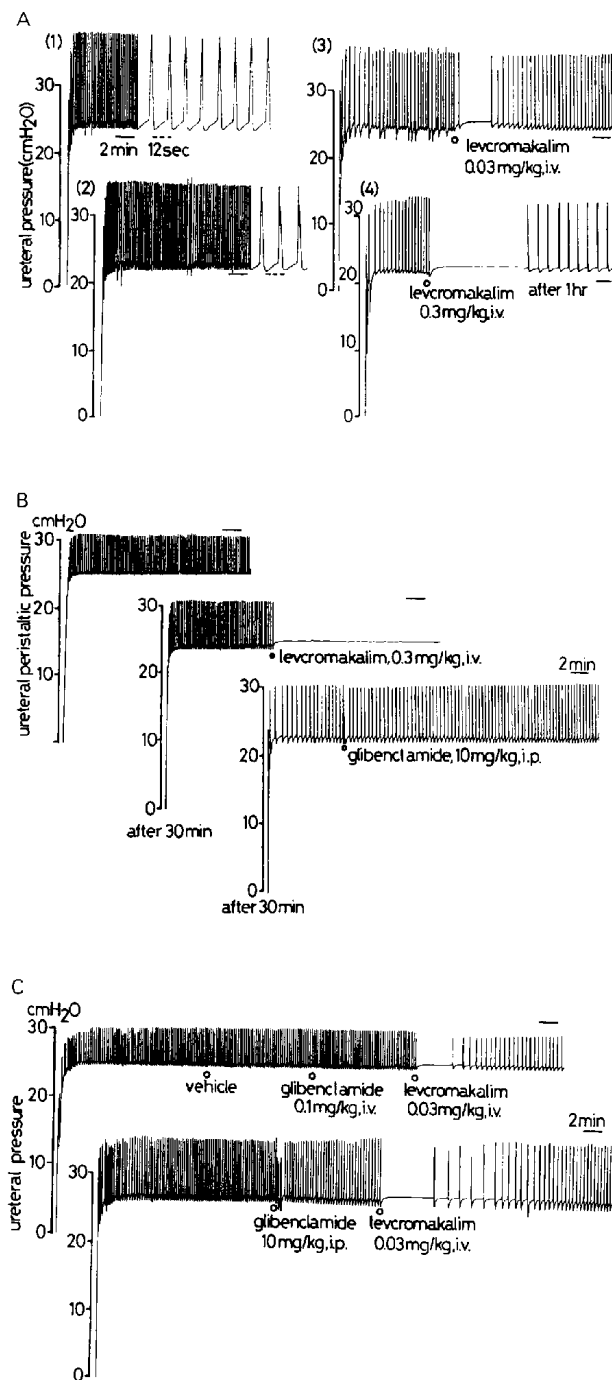 A
(1)
(3)
30
20
10
0
ureteral pressure(cmH2O)
2min
12sec
30
20
10
0
levcromakalim
0.03mg/kg,i.v.
(2)
30
20
10
0
(4)
30
20
10
0
levcromakalim
0.3mg/kg,i.v.
after 1hr
B
cmH2O
30
20
10
ureteral peristaltic pressure
30
20
10
0
levcromakalim,0.3mg/kg,i.v.
after 30min
2min
30
20
10
0
glibenclamide,10mg/kg,i.p.
after 30min
C
cmH2O
30
20
10
0
ureteral pressure
vehicle
glibenclamide
0.1mg/kg,i.v.
levcromakalim
0.03mg/kg,i.v.
2min
30
20
10
0
glibenclamide
10mg/kg,i.p.
levcromakalim
0.03mg/kg,i.v.